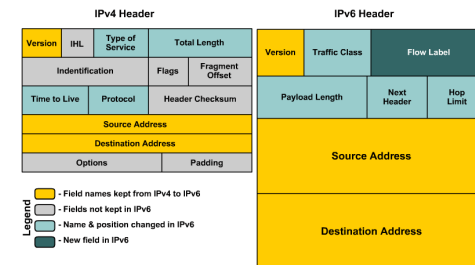 IPv4 Header
Version
IHL
Type of
Service
Total Length
Indentification
Flags
Fragment
Offset
Time to Live
Protocol
Header Checksum
Source Address
Destination Address
Options
Padding
Legend
- Field names kept from IPv4 to IPv6
- Fields not kept in IPv6
- Name & position changed in IPv6
- New field in IPv6
IPv6 Header
Version
Traffic Class
Flow Label
Payload Length
Next
Header
Hop
Limit
Source Address
Destination Address